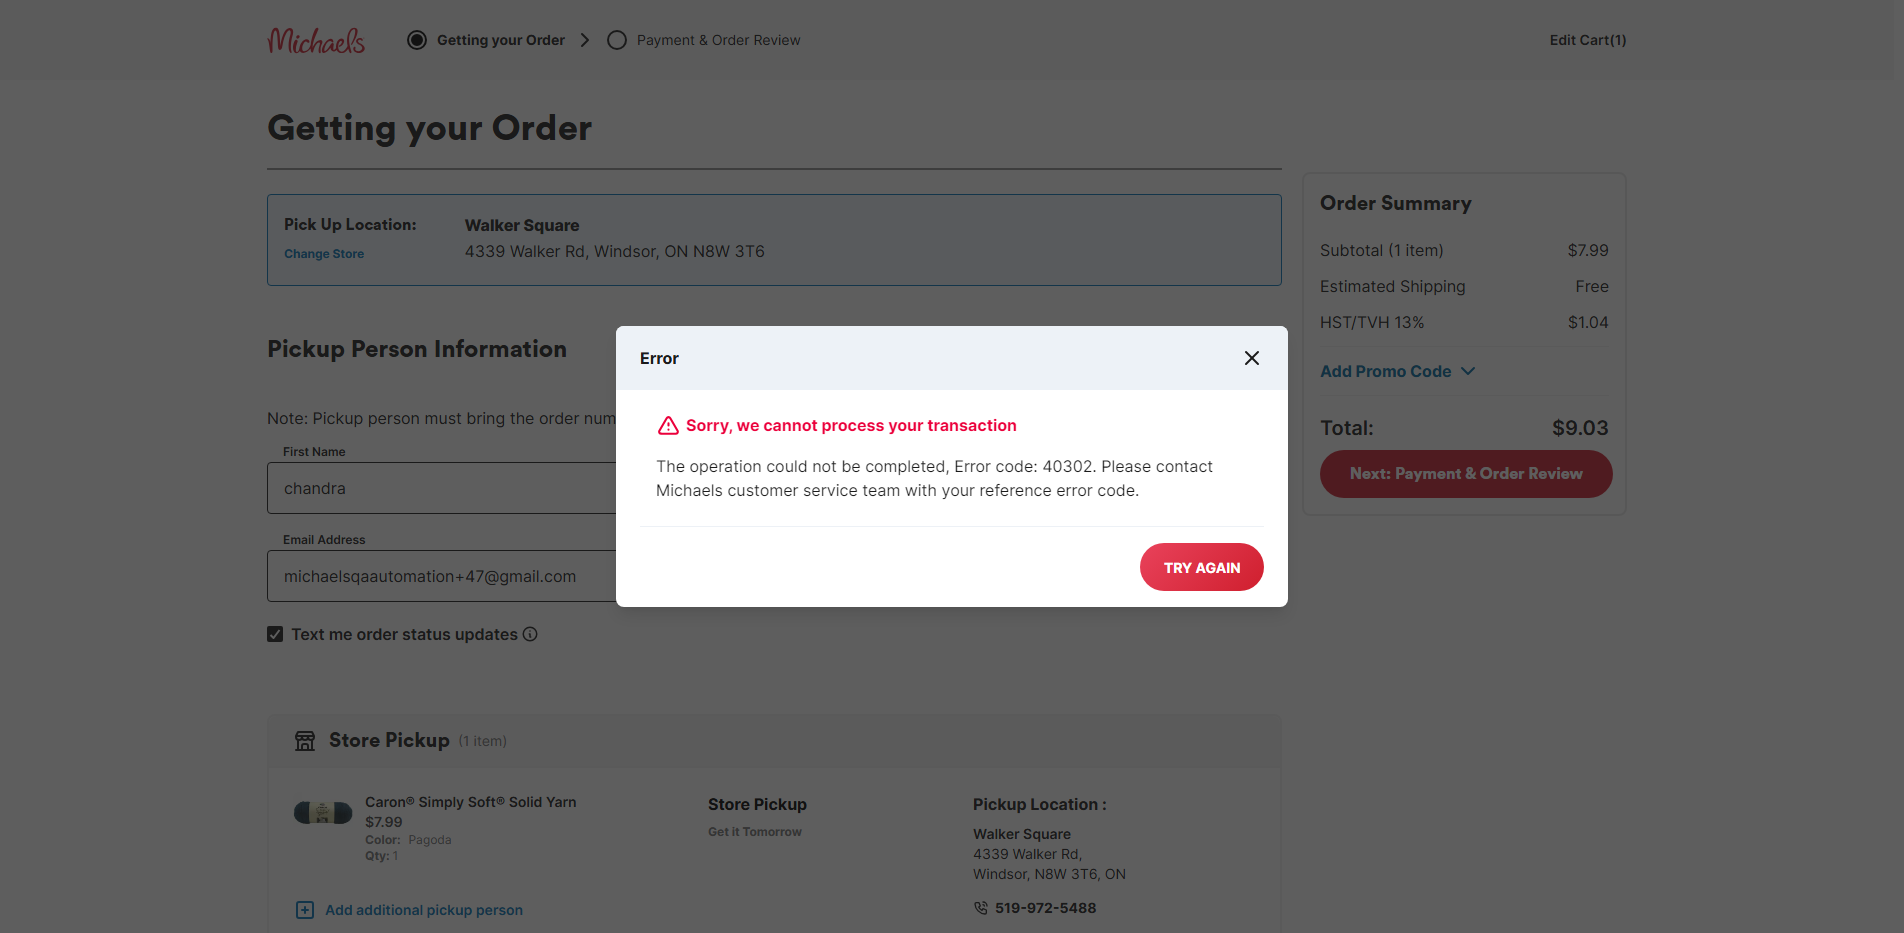 Michaels
Getting your Order
Payment & Order Review
Edit Cart(1)
Getting your Order
Pick Up Location:
Change Store
Walker Square
4339 Walker Rd, Windsor, ON N8W 3T6
Order Summary
Subtotal (1 item) $7.99
Estimated Shipping Free
HST/TVH 13% $1.04
Add Promo Code
Total: $9.03
Next: Payment & Order Review
Pickup Person Information
Note: Pickup person must bring the order num
First Name
chandra
Email Address
michaelsqaautomation+47@gmail.com
Text me order status updates
Error
Sorry, we cannot process your transaction
The operation could not be completed, Error code: 40302. Please contact
Michaels customer service team with your reference error code.
TRY AGAIN
Store Pickup (1 item)
Caron® Simply Soft® Solid Yarn
$7.99
Color: Pagoda
Qty: 1
Add additional pickup person
Store Pickup
Get it Tomorrow
Pickup Location :
Walker Square
4339 Walker Rd,
Windsor, N8W 3T6, ON
519-972-5488